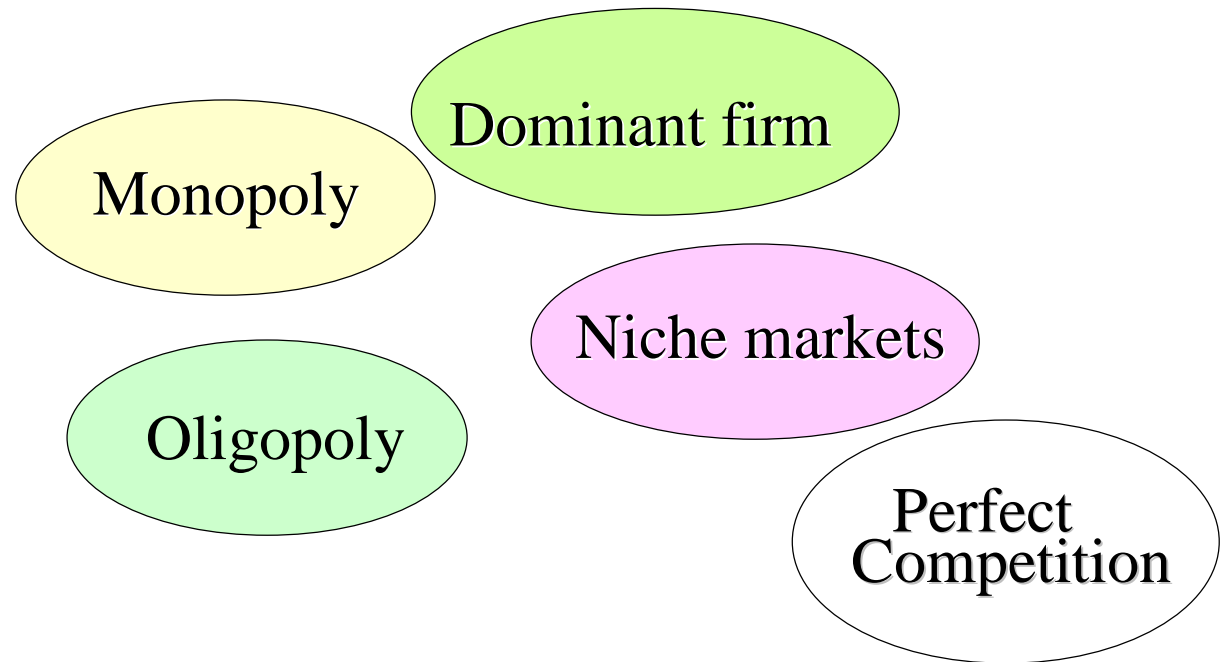 Dominant firm
Monopoly
Niche markets
Oligopoly
Perfect
Competition